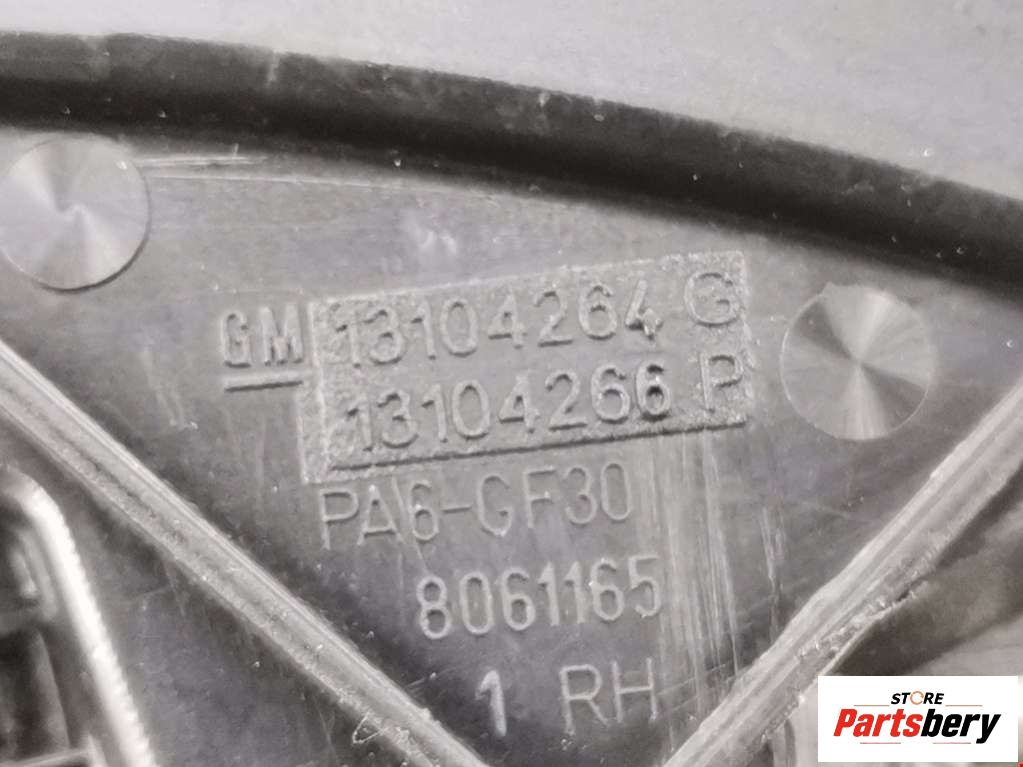 GM 13104264 G
13104266 P
PA6-GF30
8061165
1 RH
STORE
Partsbery